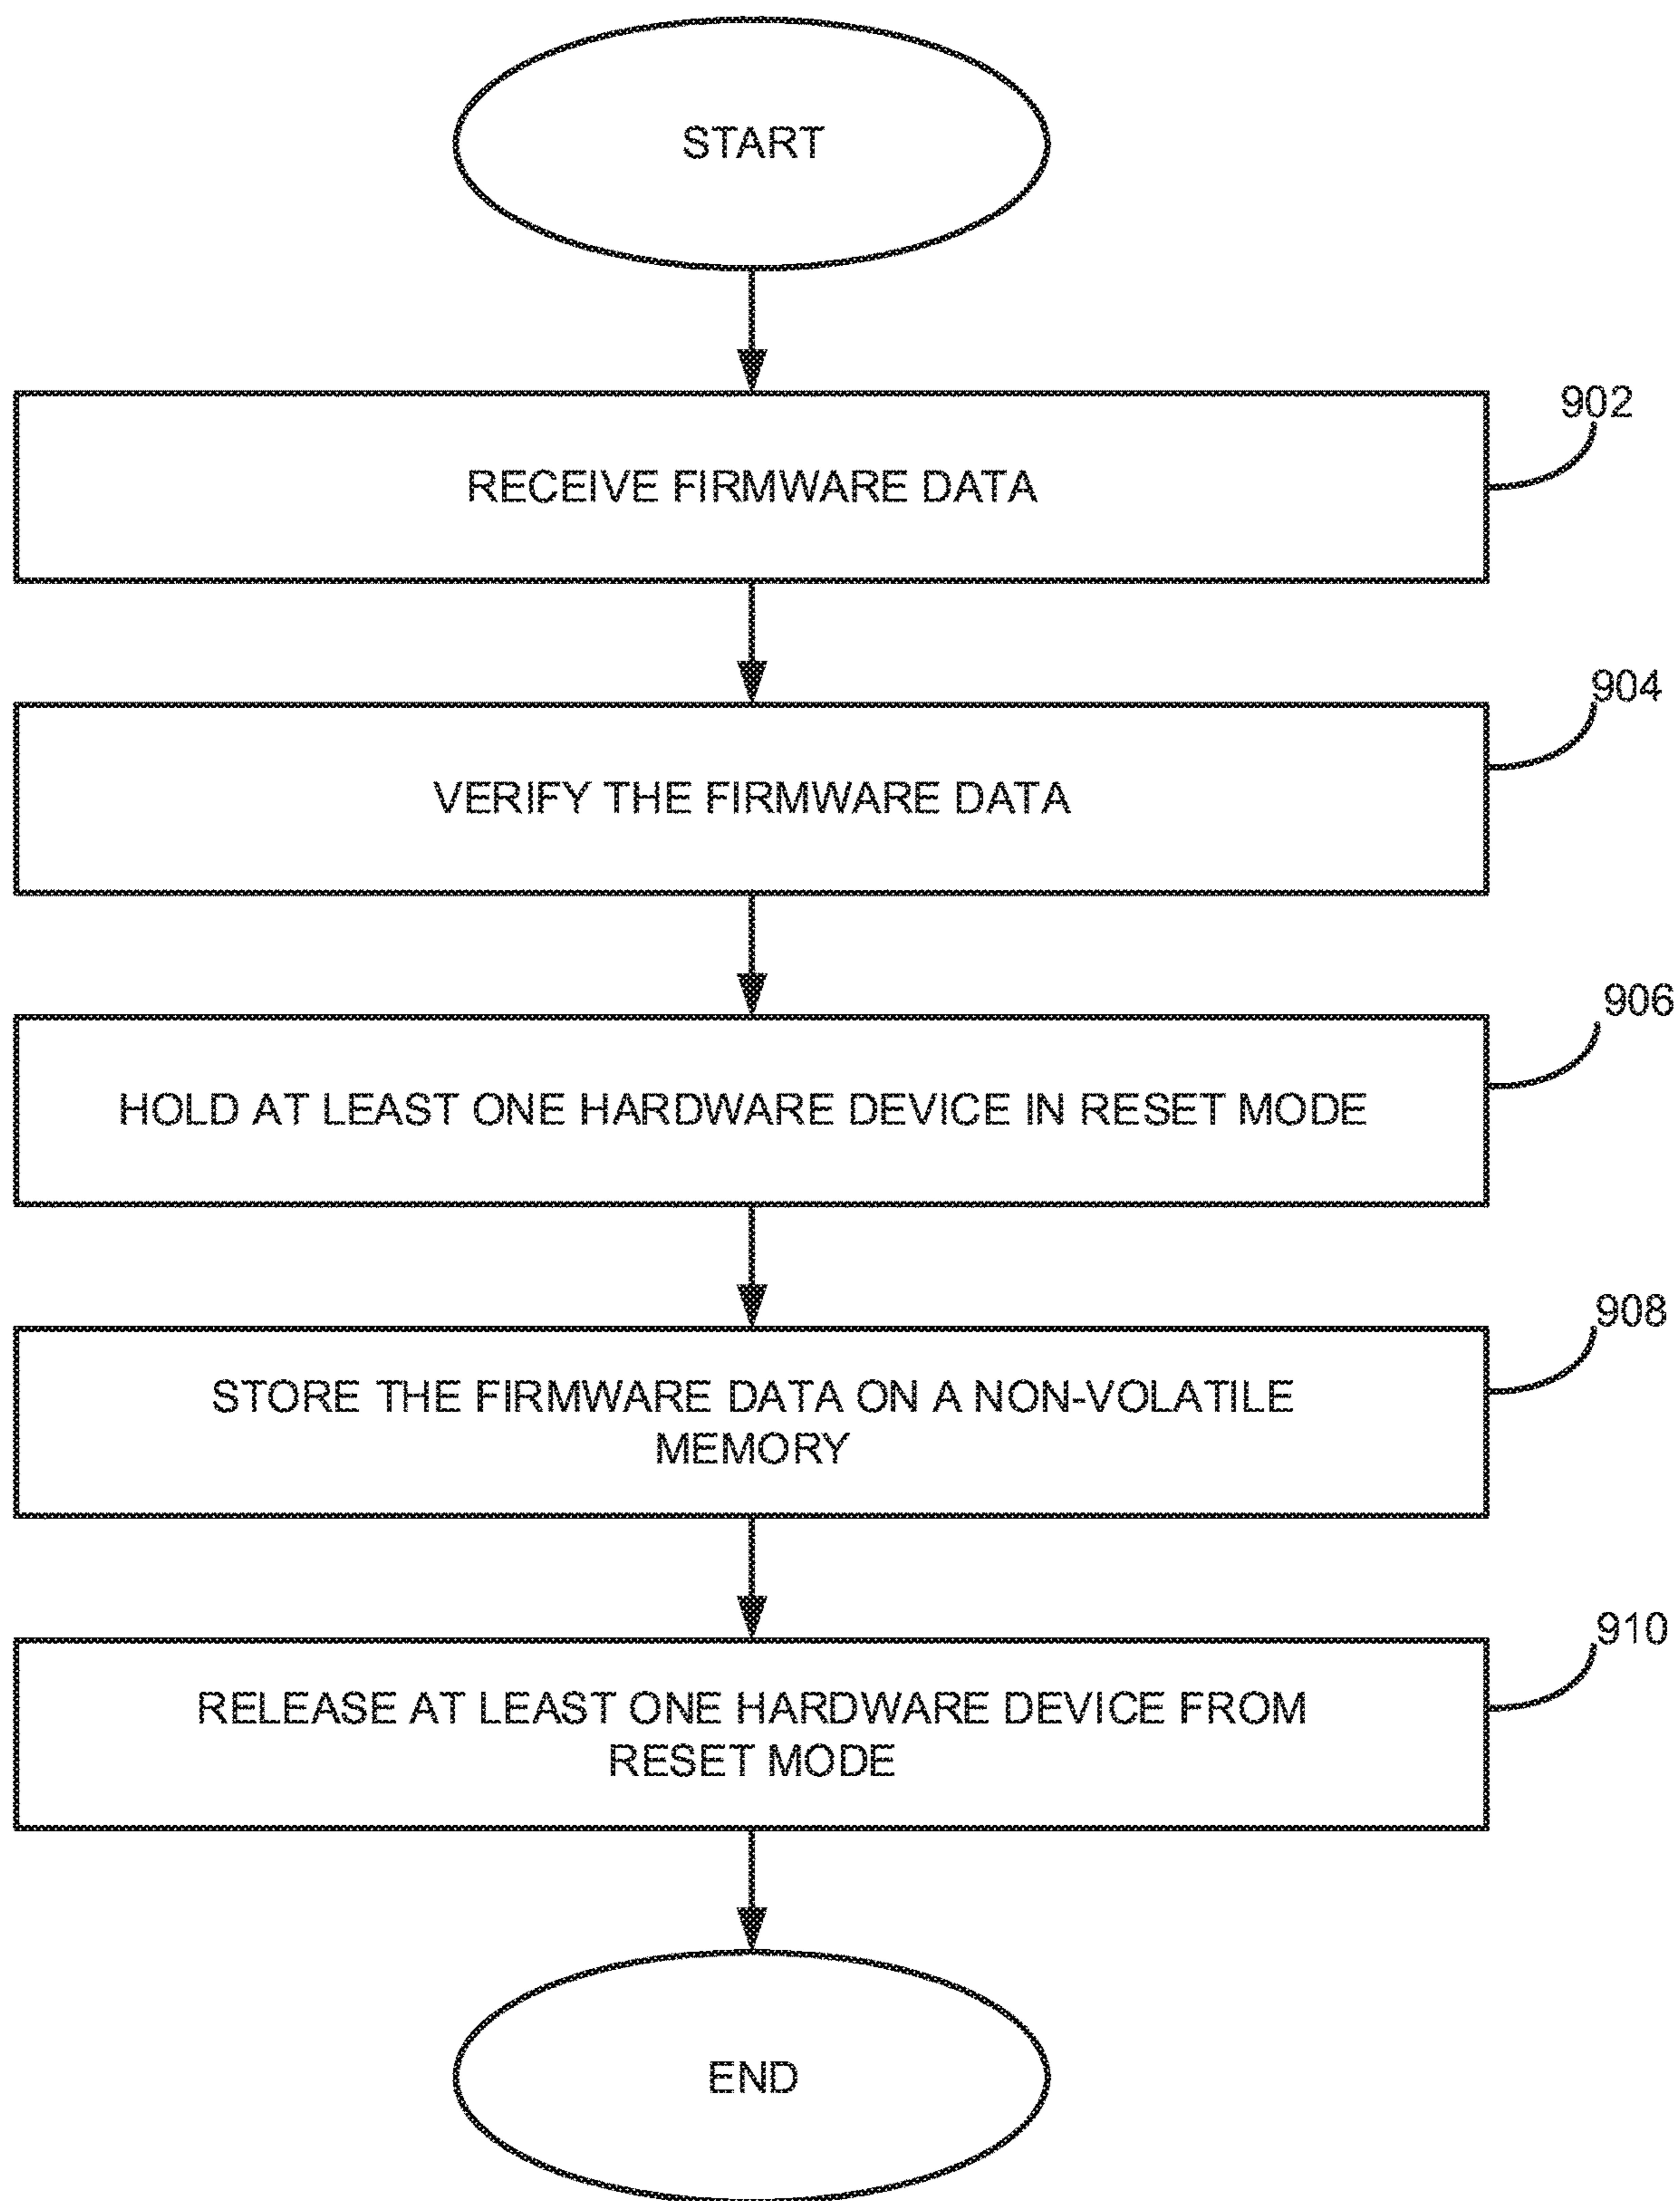 START
902
RECEIVE FIRMWARE DATA
904
VERIFY THE FIRMWARE DATA
906
HOLD AT LEAST ONE HARDWARE DEVICE IN RESET MODE
908
STORE THE FIRMWARE DATA ON A NON-VOLATILE
MEMORY
910
RELEASE AT LEAST ONE HARDWARE DEVICE FROM
RESET MODE
END